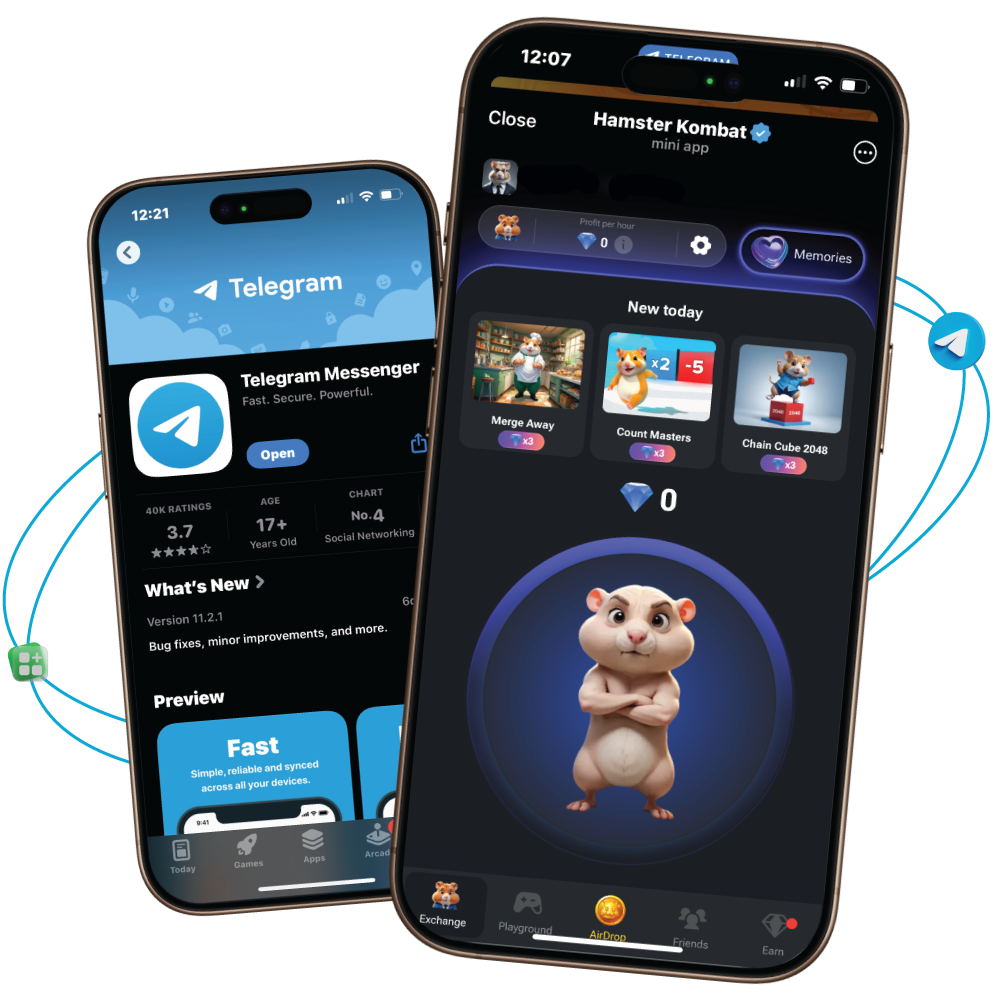 12:21
Telegram
Telegram Messenger
Fast. Secure. Powerful.
Open
40K RATINGS
3.7
AGE
17+
Years Old
CHART
No.4
Social Networking
What's New
Version 11.2.1
Bug fixes, minor improvements, and more.
Preview
Fast
Simple, reliable and synced
across all your devices.
9:41
Today
Games
Apps
12:07
TELEGRAM
Close
Hamster Kombat
mini app
Profit per hour
0
Memories
New today
Merge Away
x3
x2
-5
Count Masters
x3
2048
2048
Chain Cube 2048
x3
0
Exchange
Playground
AirDrop
Friends
Earn